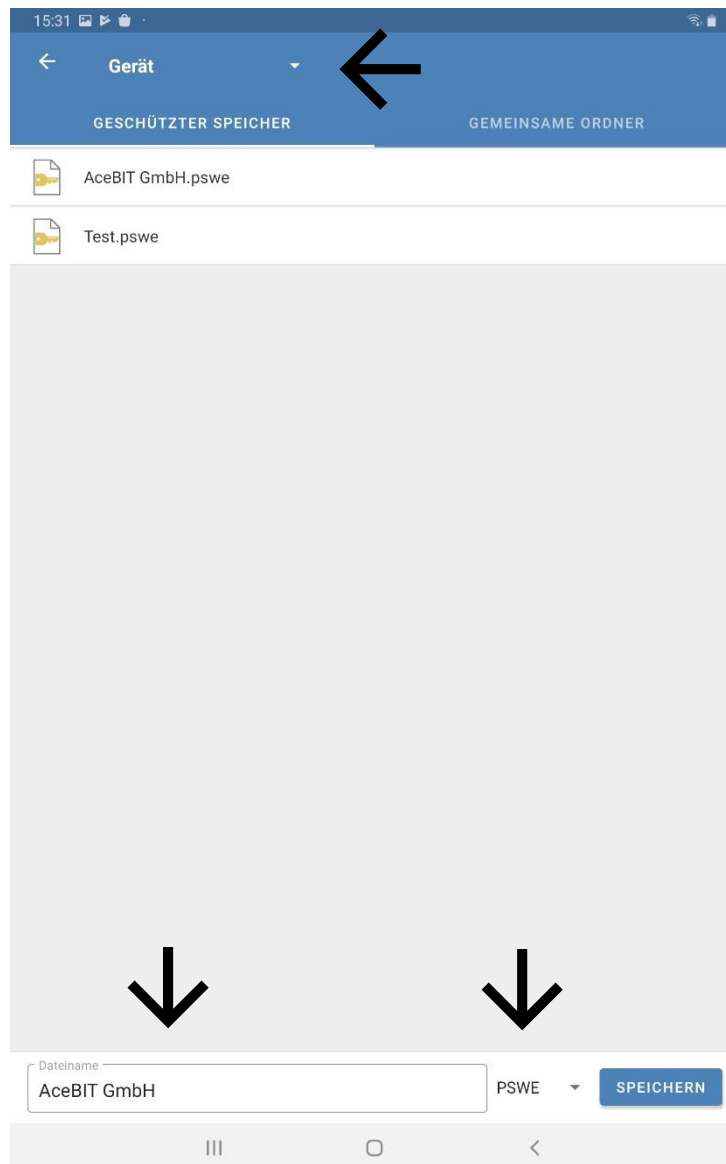 15:31
Gerät
GESCHÜTZTER SPEICHER
GEMEINSAME ORDNER
AceBIT GmbH.pswe
Test.pswe
Dateiname
AceBIT GmbH
PSWE
SPEICHERN